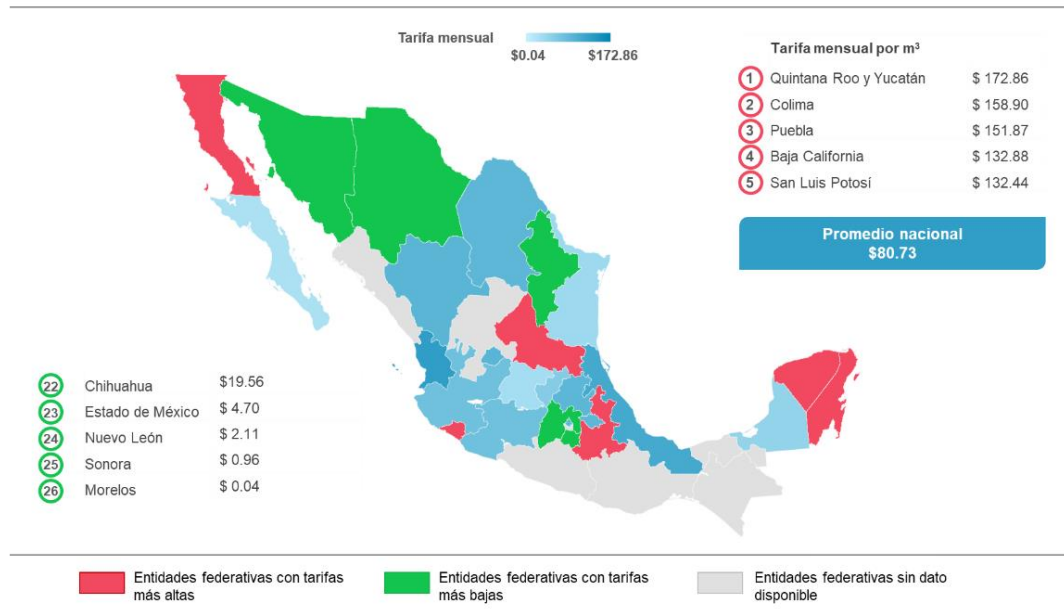 Tarifa mensual
$0.04 $172.86
Tarifa mensual por m³
1 Quintana Roo y Yucatán $ 172.86
2 Colima $ 158.90
3 Puebla $ 151.87
4 Baja California $ 132.88
5 San Luis Potosí $ 132.44
Promedio nacional
$80.73
22 Chihuahua $19.56
23 Estado de México $ 4.70
24 Nuevo León $ 2.11
25 Sonora $ 0.96
26 Morelos $ 0.04
Entidades federativas con tarifas
más altas
Entidades federativas con tarifas
más bajas
Entidades federativas sin dato
disponible